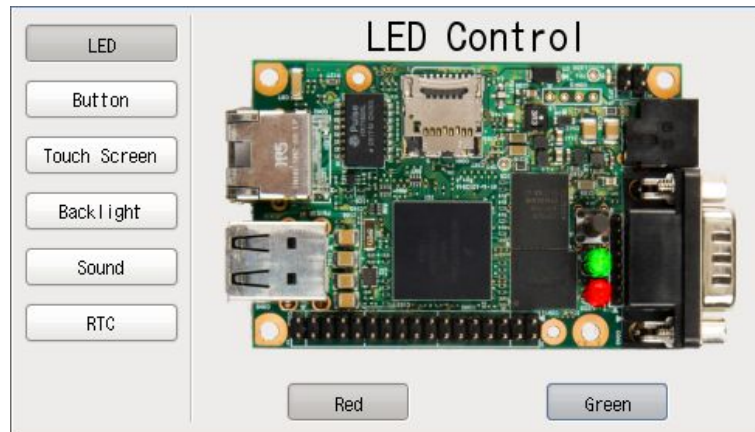 LED
Button
Touch Screen
Backlight
Sound
RTC
LED Control
Red
Green